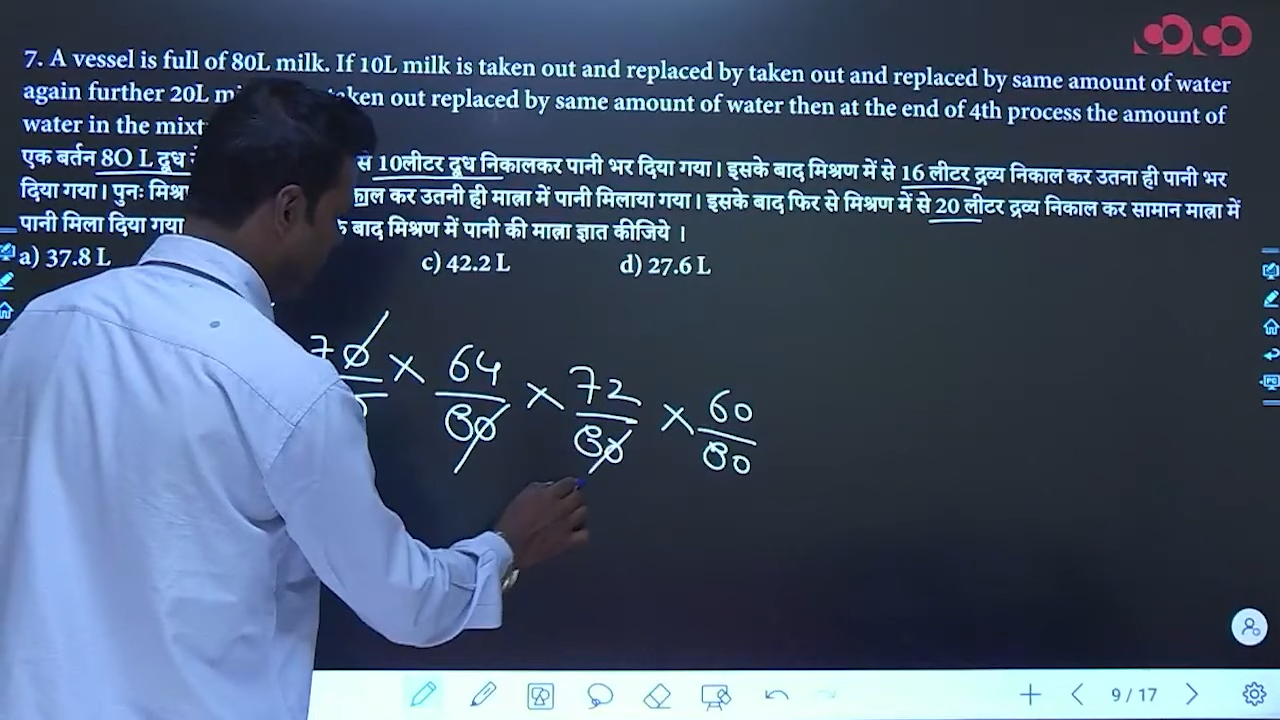 7. A vessel is full of 80L milk. If 10L milk is taken out and replaced by taken out and replaced by same amount of water
again further 20L taken out replaced by same amount of water then at the end of 4th process the amount of
water in the
एक बर्तन 80 L दूध 10लीटर दूध निकालकर पानी भर दिया गया। इसके बाद मिश्रण में से 16 लीटर द्रव्य निकाल कर उतना ही पानी भर
दिया गया। पुनः कर उतनी ही मात्रा में पानी मिलाया गया। इसके बाद फिर से मिश्रण में से 20 लीटर द्रव्य निकाल कर सामान मात्रा में
पानी मिला दिया गया बाद मिश्रण में पानी की मात्रा ज्ञात कीजिये ।
a) 37.8 L c) 42.2 L d) 27.6 L
70 × 64 × 72 × 60
80 80 80
9 / 17